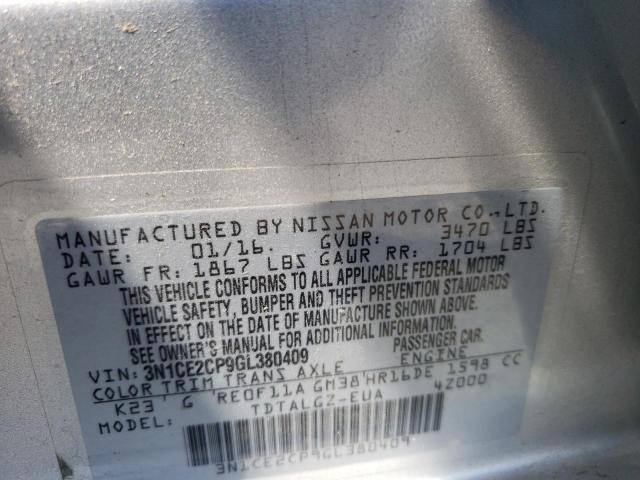 MANUFACTURED BY NISSAN MOTOR CO.,LTD.
DATE: 01/16. GVWR: 3470 LBS
GAWR FR: 1867 LBS GAWR RR: 1704 LBS
THIS VEHICLE CONFORMS TO ALL APPLICABLE FEDERAL MOTOR
VEHICLE SAFETY, BUMPER AND THEFT PREVENTION STANDARDS
IN EFFECT ON THE DATE OF MANUFACTURE SHOWN ABOVE.
SEE OWNER'S MANUAL FOR ADDITIONAL INFORMATION.
VIN: 3N1CE2CP9GL380409 PASSENGER CAR.
COLOR TRIM TRANS AXLE ENGINE
K23 G RE0F11A GM38 HR16DE 1598 CC
MODEL: TDTALGZ-EUA 4Z000
3N1CE2CP9GL380409